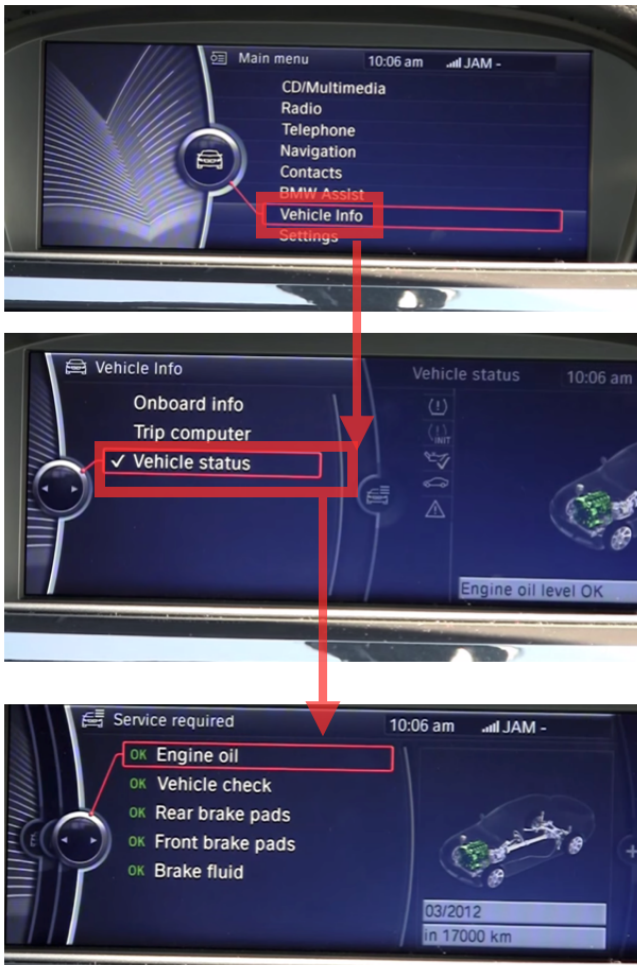 Main menu 10:06 am JAM -
CD/Multimedia
Radio
Telephone
Navigation
Contacts
BMW Assist
Vehicle Info
Settings
Vehicle Info
Onboard info
Trip computer
✓ Vehicle status
Vehicle status 10:06 am
INIT
Engine oil level OK
Service required 10:06 am JAM -
OK Engine oil
OK Vehicle check
OK Rear brake pads
OK Front brake pads
OK Brake fluid
03/2012
in 17000 km